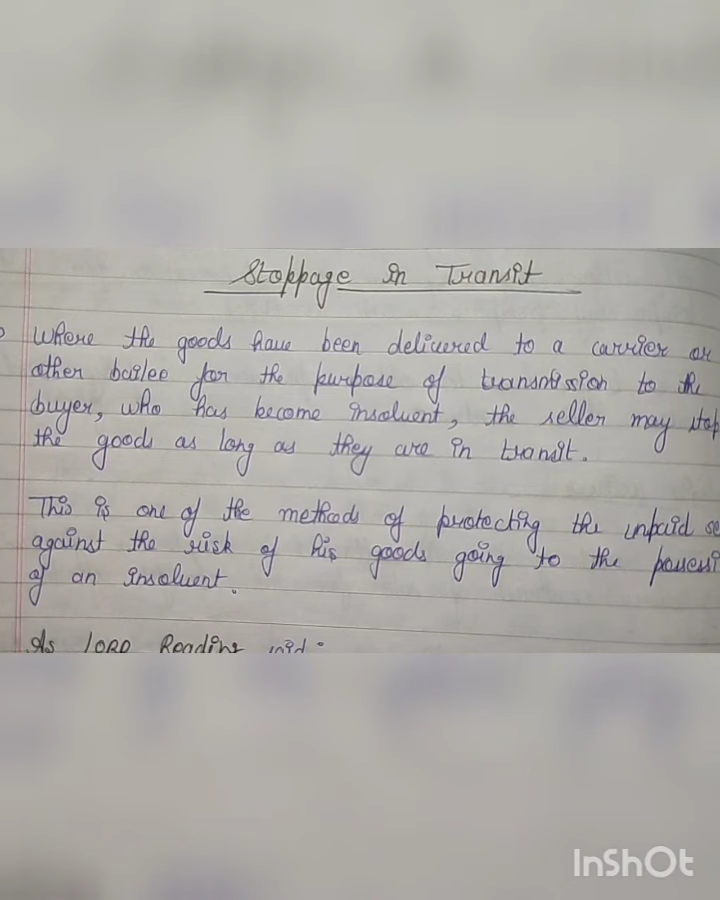 Stoppage in Transit
Where the goods have been delivered to a carrier or
other bailee for the purpose of transmission to the
buyer, who has become insolvent, the seller may stop
the goods as long as they are in transit.
This is one of the methods of protecting the unpaid se
against the risk of his goods going to the possessi
of an insolvent.
As LORD Reading said:
InShOt